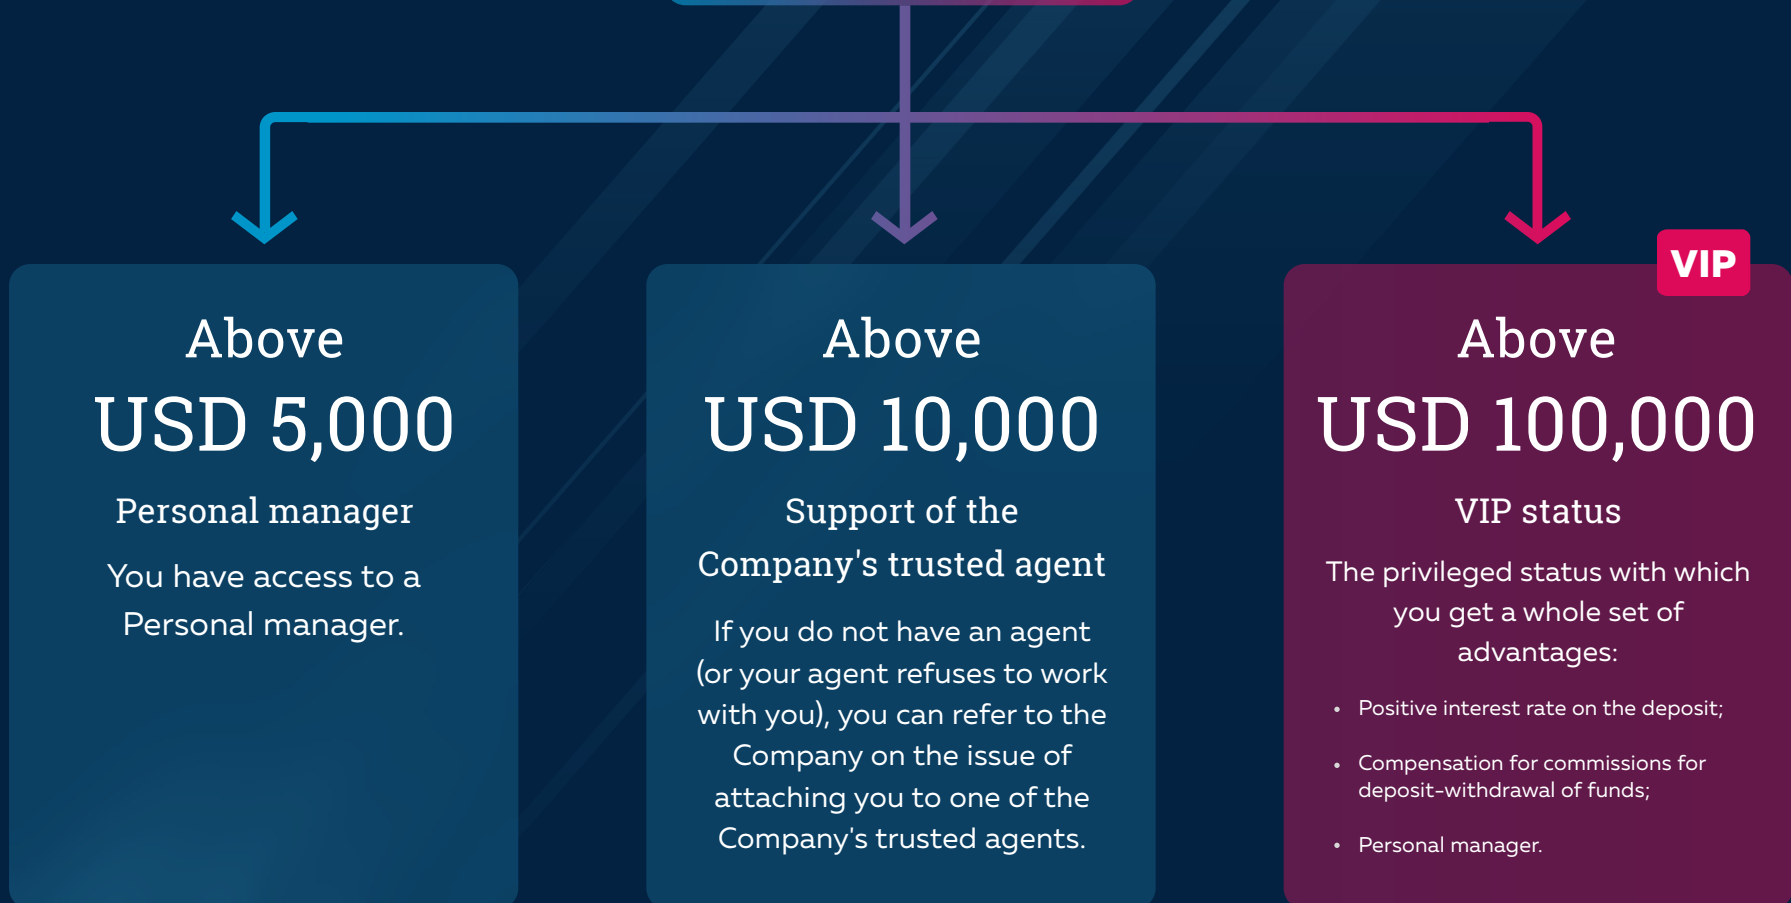 Above
USD 5,000
Personal manager
You have access to a
Personal manager.
Above
USD 10,000
Support of the
Company's trusted agent
If you do not have an agent
(or your agent refuses to work
with you), you can refer to the
Company on the issue of
attaching you to one of the
Company's trusted agents.
VIP
Above
USD 100,000
VIP status
The privileged status with which
you get a whole set of
advantages:
• Positive interest rate on the deposit;
• Compensation for commissions for
deposit-withdrawal of funds;
• Personal manager.